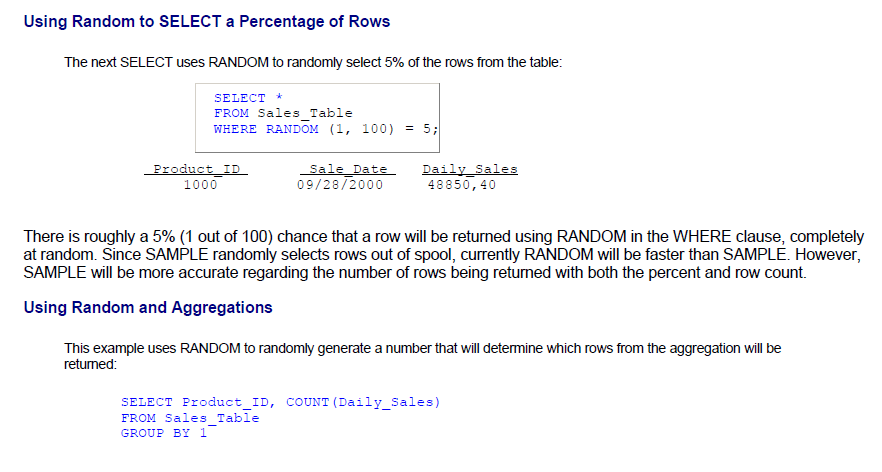 Using Random to SELECT a Percentage of Rows
The next SELECT uses RANDOM to randomly select 5% of the rows from the table:
SELECT *
FROM Sales_Table
WHERE RANDOM (1, 100) = 5;
Product_ID Sale_Date Daily_Sales
1000 09/28/2000 48850,40
There is roughly a 5% (1 out of 100) chance that a row will be returned using RANDOM in the WHERE clause, completely
at random. Since SAMPLE randomly selects rows out of spool, currently RANDOM will be faster than SAMPLE. However,
SAMPLE will be more accurate regarding the number of rows being returned with both the percent and row count.
Using Random and Aggregations
This example uses RANDOM to randomly generate a number that will determine which rows from the aggregation will be
returned:
SELECT Product_ID, COUNT(Daily_Sales)
FROM Sales_Table
GROUP BY 1